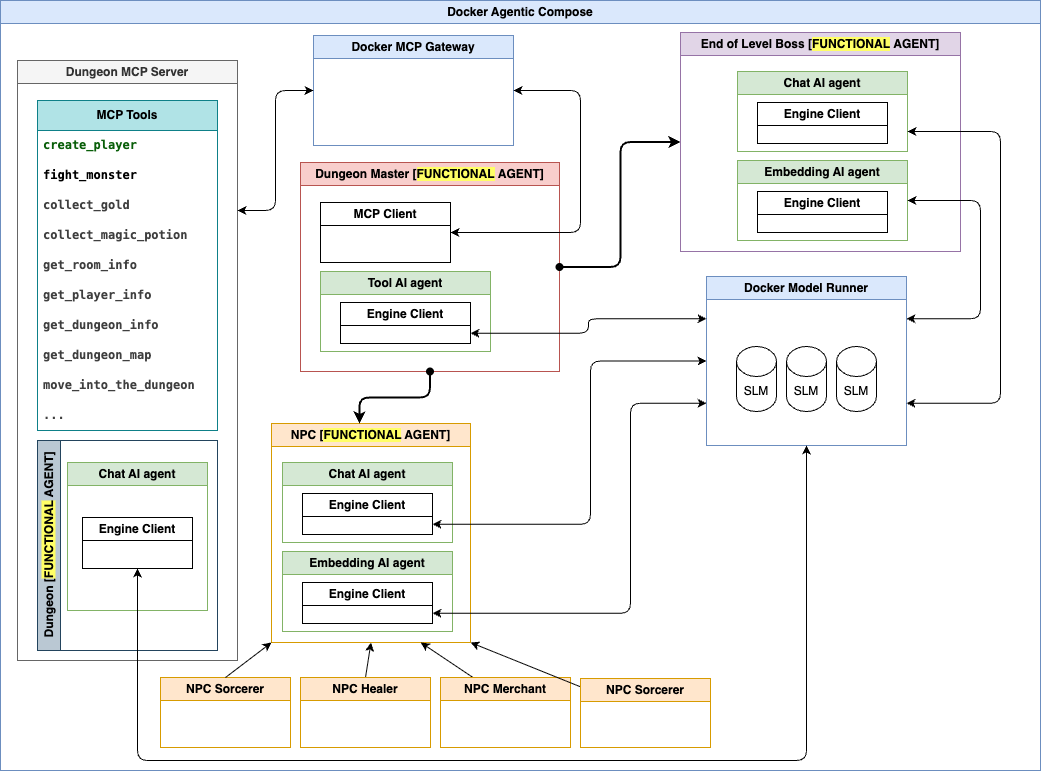 Docker Agentic Compose
Dungeon MCP Server
MCP Tools
create_player
fight_monster
collect_gold
collect_magic_potion
get_room_info
get_player_info
get_dungeon_info
get_dungeon_map
move_into_the_dungeon
...
Dungeon [FUNCTIONAL AGENT]
Chat AI agent
Engine Client
Docker MCP Gateway
Dungeon Master [FUNCTIONAL AGENT]
MCP Client
Tool AI agent
Engine Client
End of Level Boss [FUNCTIONAL AGENT]
Chat AI agent
Engine Client
Embedding AI agent
Engine Client
Docker Model Runner
SLM
SLM
SLM
NPC [FUNCTIONAL AGENT]
Chat AI agent
Engine Client
Embedding AI agent
Engine Client
NPC Sorcerer
NPC Healer
NPC Merchant
NPC Sorcerer